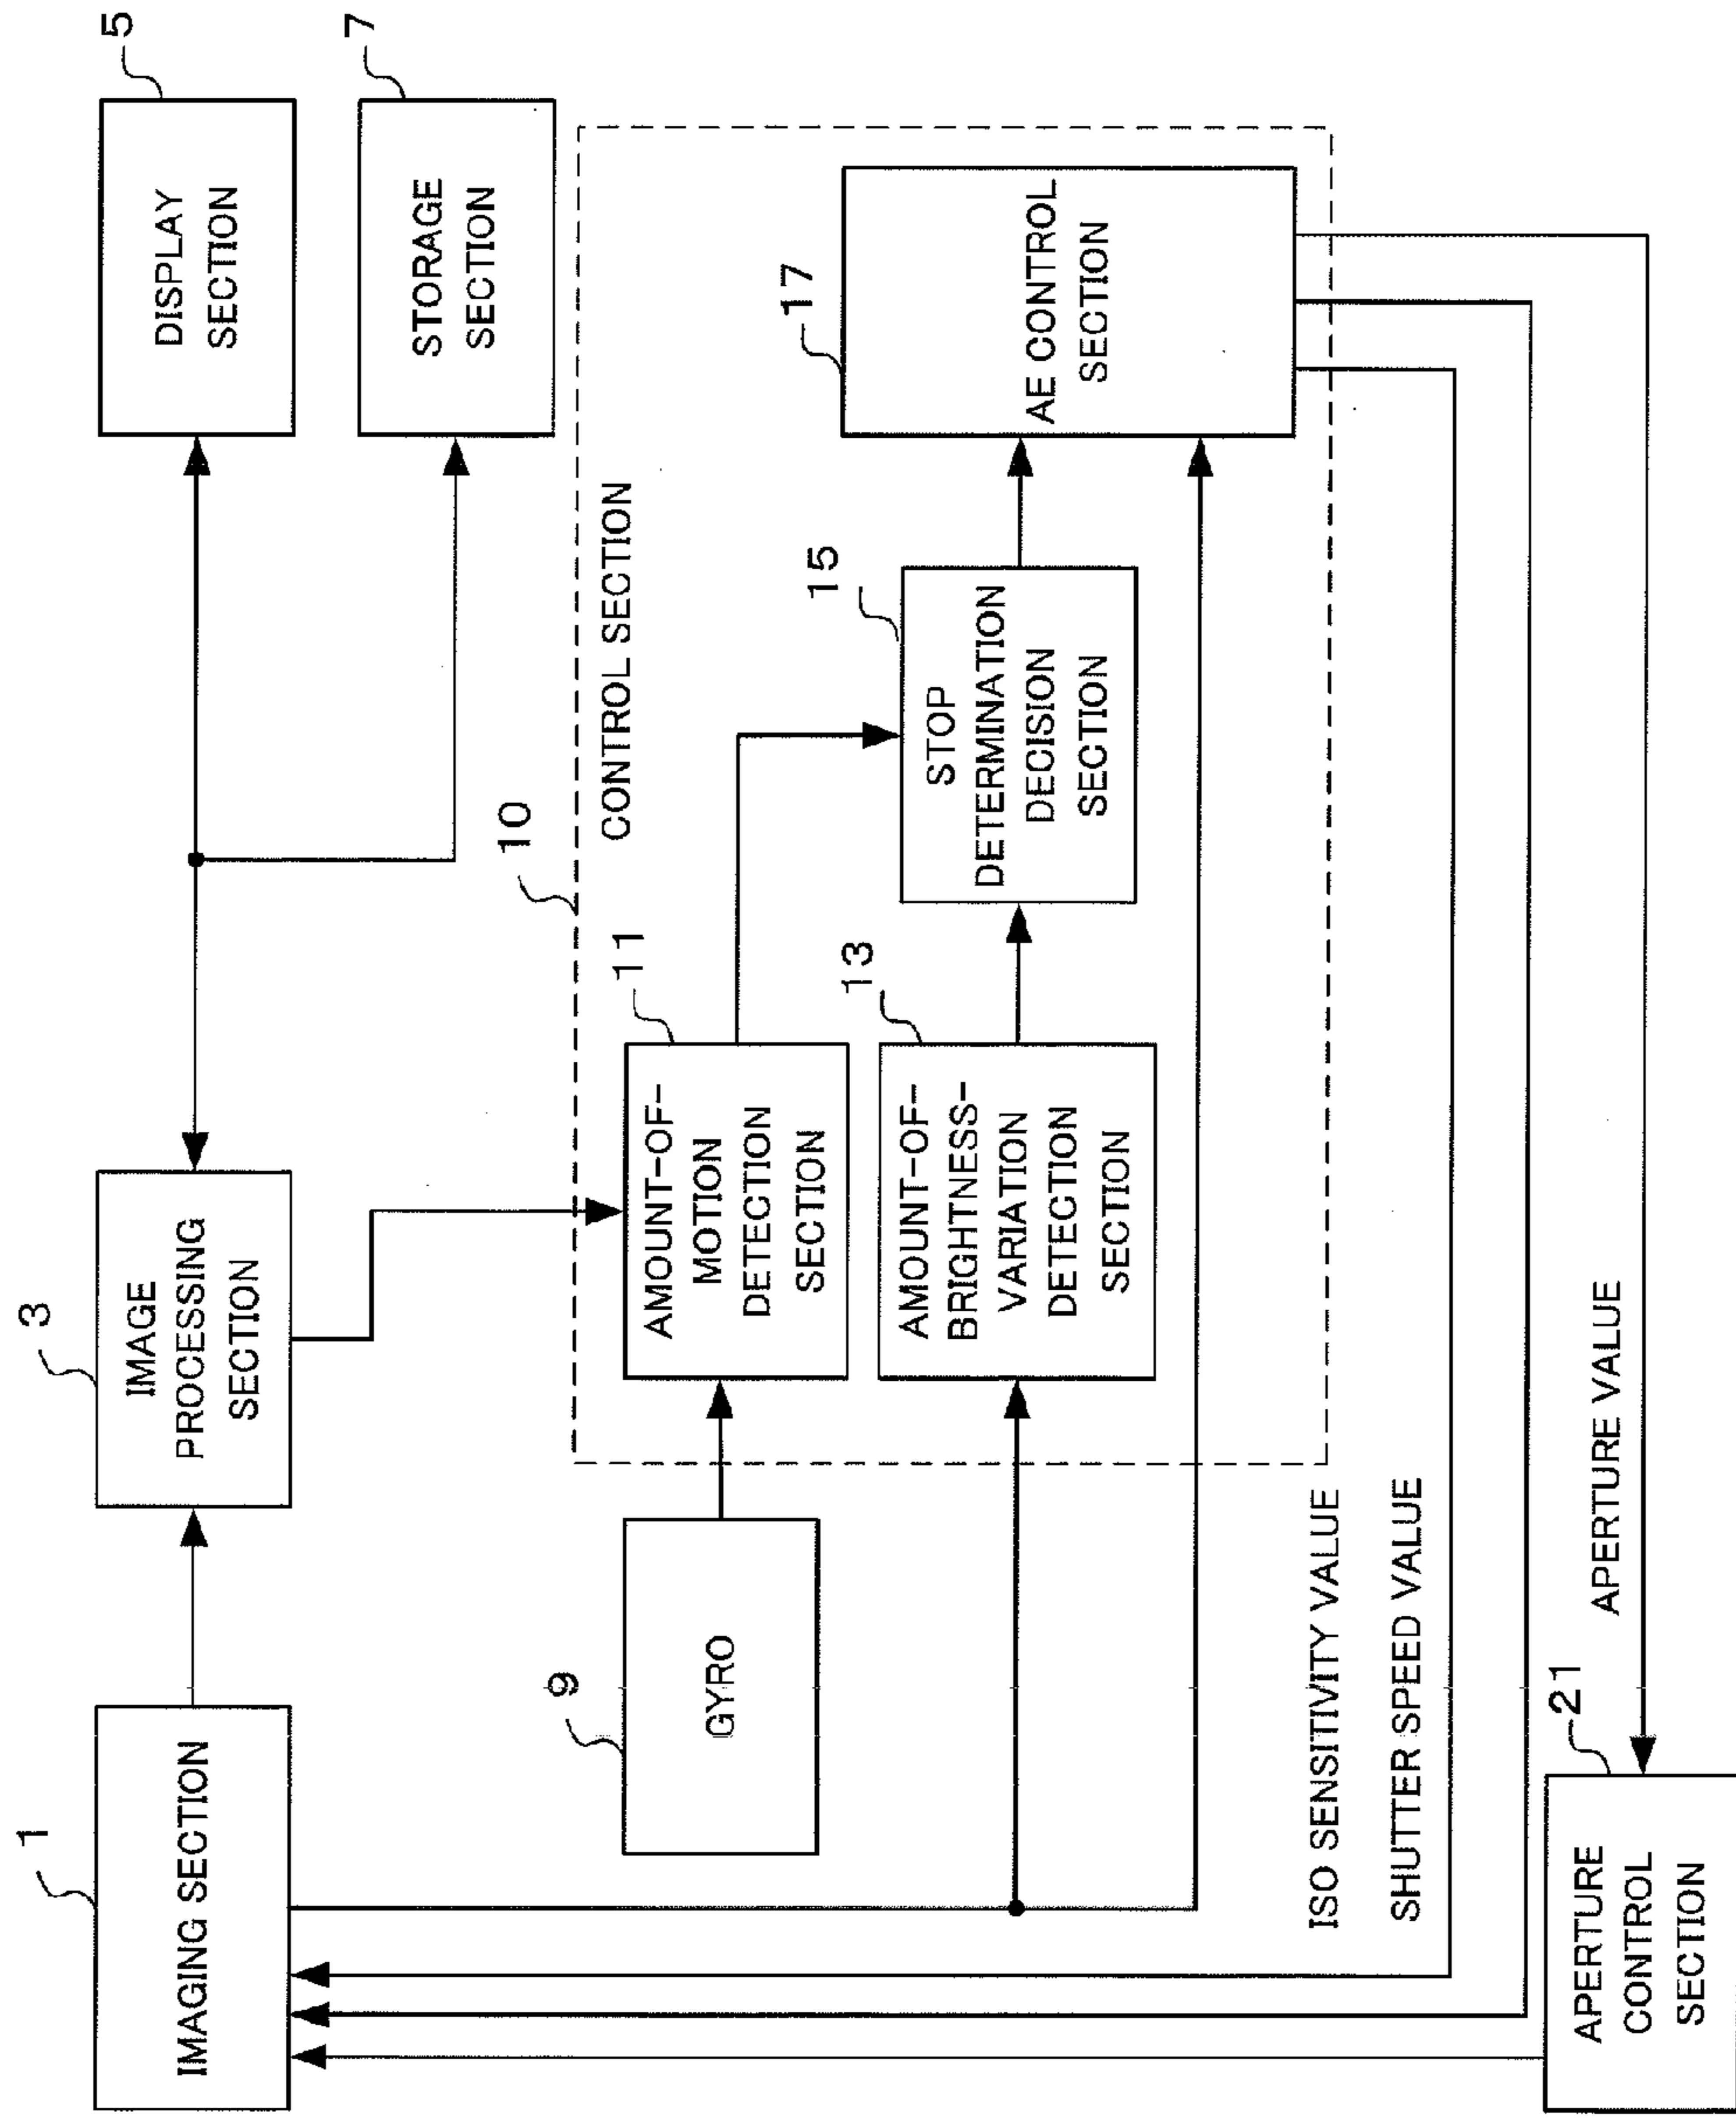 1
IMAGING SECTION
3
IMAGE
PROCESSING
SECTION
5
DISPLAY
SECTION
7
STORAGE
SECTION
10
CONTROL SECTION
9
GYRO
11
AMOUNT-OF-
MOTION
DETECTION
SECTION
13
AMOUNT-OF-
BRIGHTNESS-
VARIATION
DETECTION
SECTION
15
STOP
DETERMINATION
DECISION
SECTION
17
AE CONTROL
SECTION
ISO SENSITIVITY VALUE
SHUTTER SPEED VALUE
APERTURE VALUE
21
APERTURE
CONTROL
SECTION